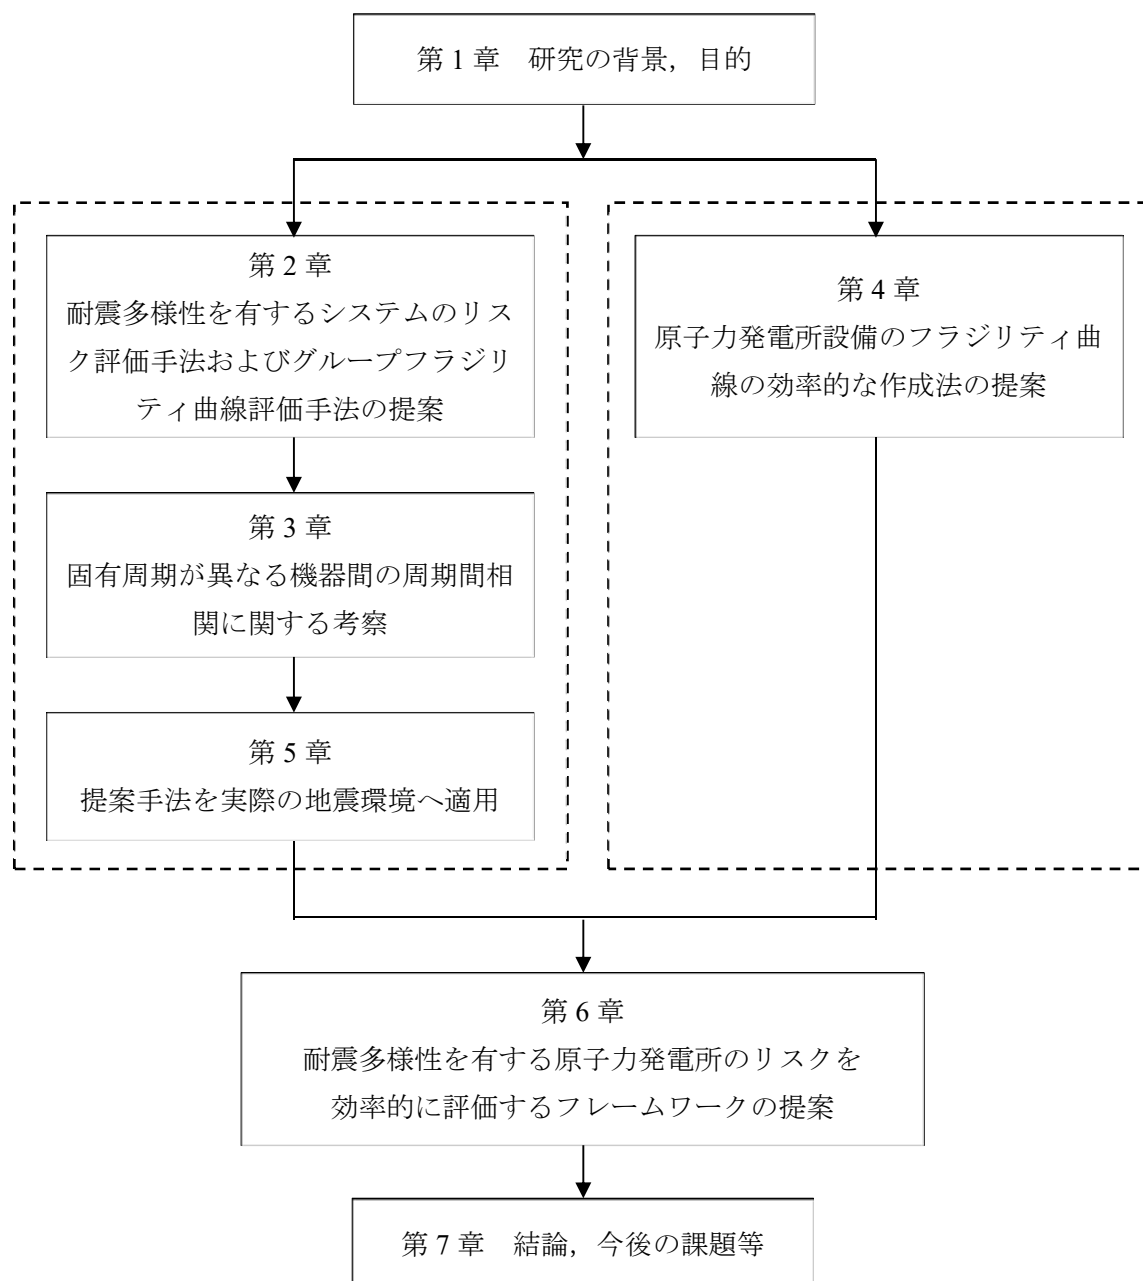 第 1 章　研究の背景，目的
第 2 章
耐震多様性を有するシステムのリス
ク評価手法およびグループフラジリ
ティ曲線評価手法の提案
第 3 章
固有周期が異なる機器間の周期間相
関に関する考察
第 5 章
提案手法を実際の地震環境へ適用
第 4 章
原子力発電所設備のフラジリティ曲
線の効率的な作成法の提案
第 6 章
耐震多様性を有する原子力発電所のリスクを
効率的に評価するフレームワークの提案
第 7 章　結論，今後の課題等